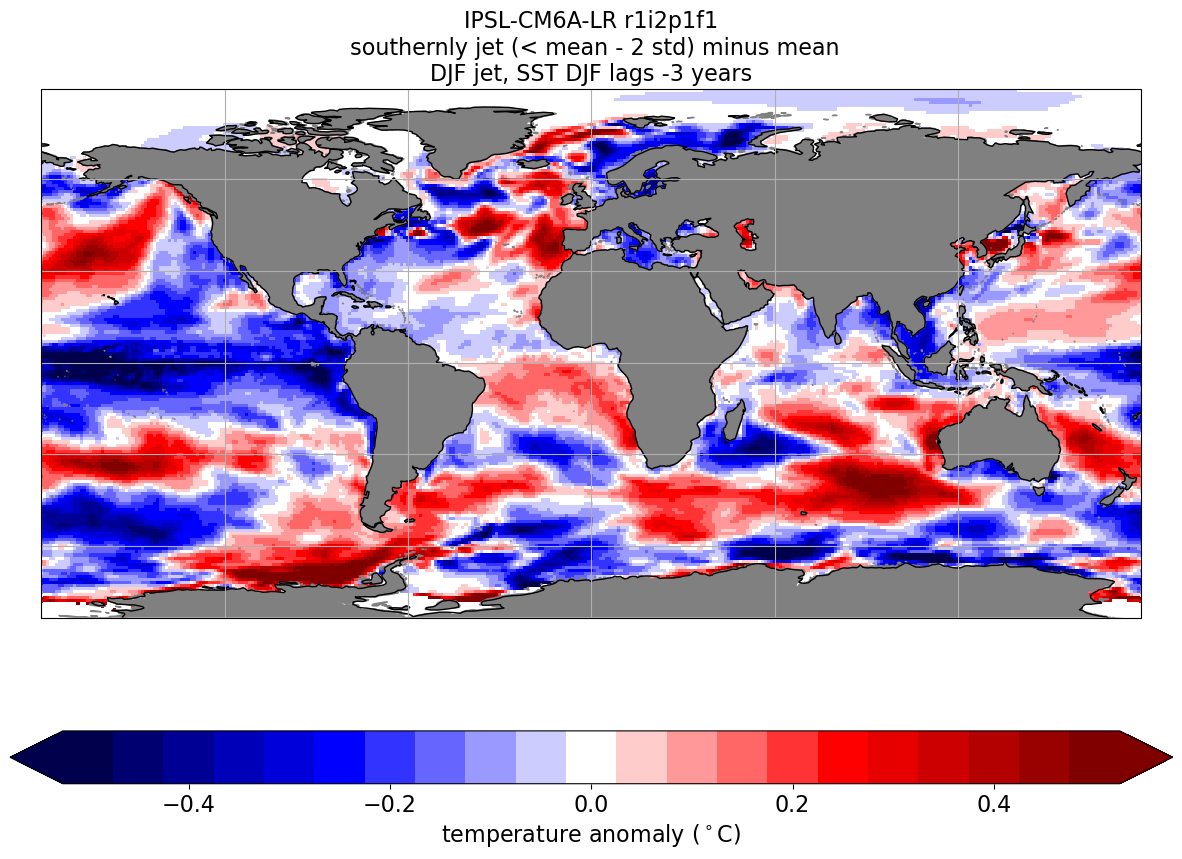 IPSL-CM6A-LR r1i2p1f1
southernly jet (< mean - 2 std) minus mean
DJF jet, SST DJF lags -3 years
−0.4 −0.2 0.0 0.2 0.4
temperature anomaly (°C)